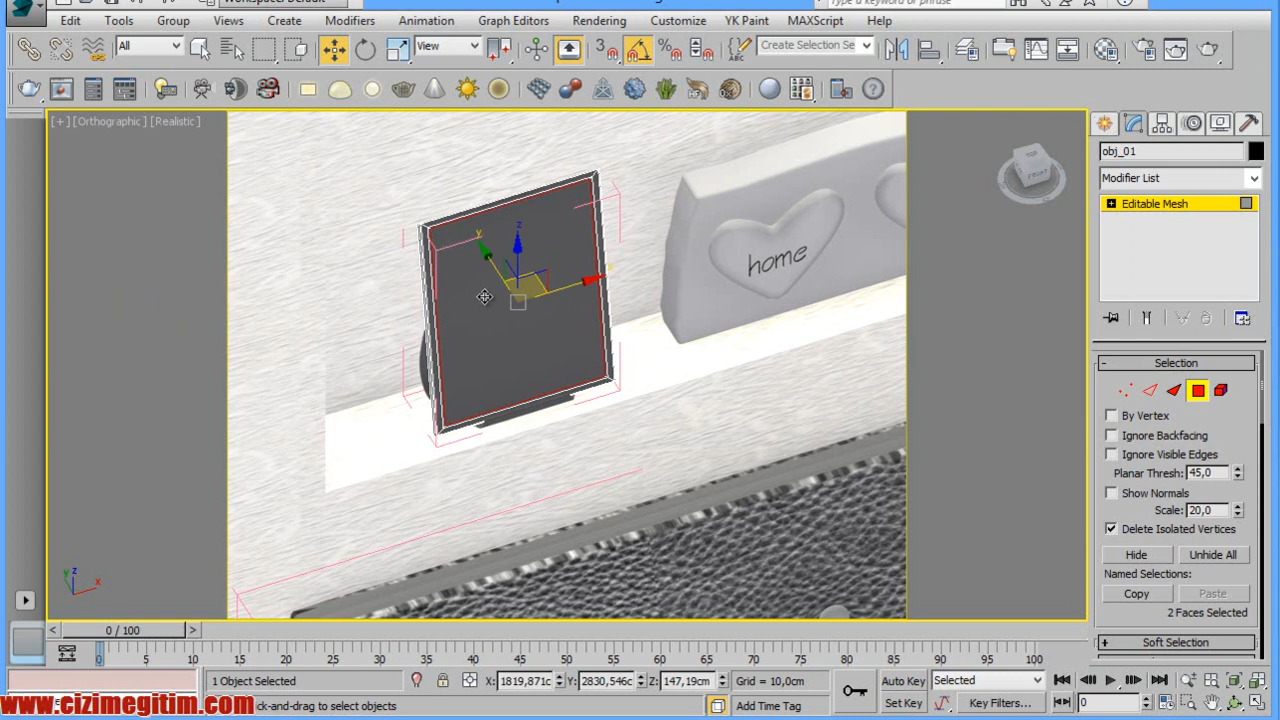 Edit Tools Group Views Create Modifiers Animation Graph Editors Rendering Customize YK Paint MAXScript Help
All View 3 Create Selection Se
[+] [Orthographic] [Realistic]
TOP
FRONT
home
z
y
x
obj_01
Modifier List
Editable Mesh
Selection
By Vertex
Ignore Backfacing
Ignore Visible Edges
Planar Thresh: 45,0
Show Normals
Scale: 20,0
Delete Isolated Vertices
Hide Unhide All
Named Selections:
Copy Paste
2 Faces Selected
Soft Selection
0 / 100
0 5 10 15 20 25 30 35 40 45 50 55 60 65 70 75 80 85 90 95 100
1 Object Selected X: 1819,871c Y: 2830,546c Z: 147,19cm Grid = 10,0cm Auto Key Selected
www.cizimegitim.com ck-and-drag to select objects Add Time Tag Set Key Key Filters... 0